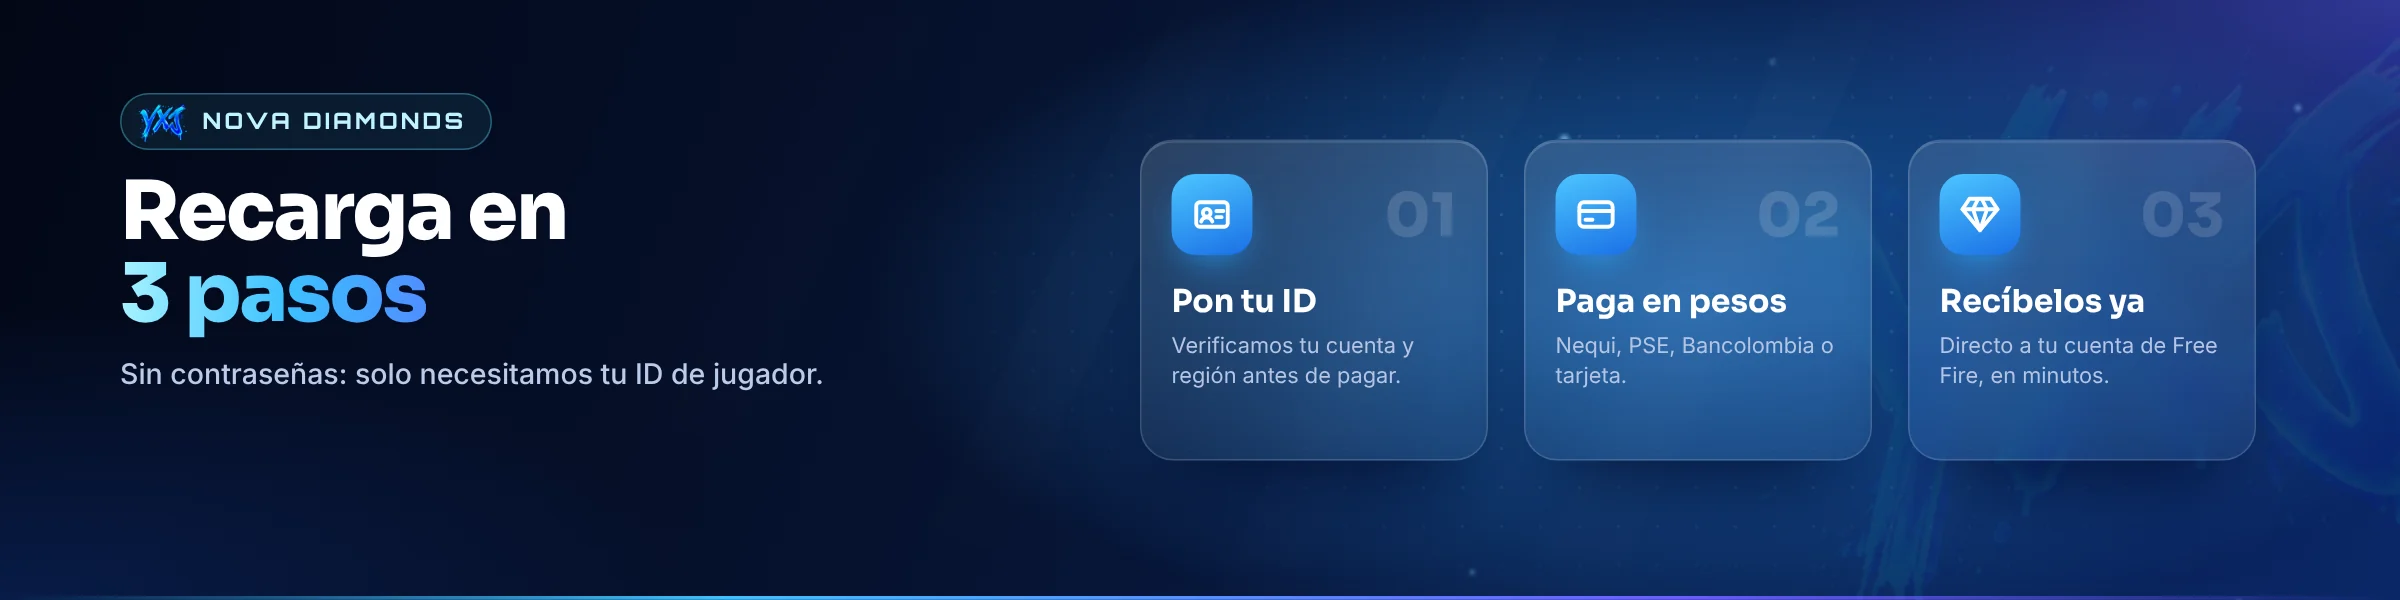 YXS NOVA DIAMONDS
Recarga en
3 pasos
Sin contraseñas: solo necesitamos tu ID de jugador.
01
Pon tu ID
Verificamos tu cuenta y
región antes de pagar.
02
Paga en pesos
Nequi, PSE, Bancolombia o
tarjeta.
03
Recíbelos ya
Directo a tu cuenta de Free
Fire, en minutos.